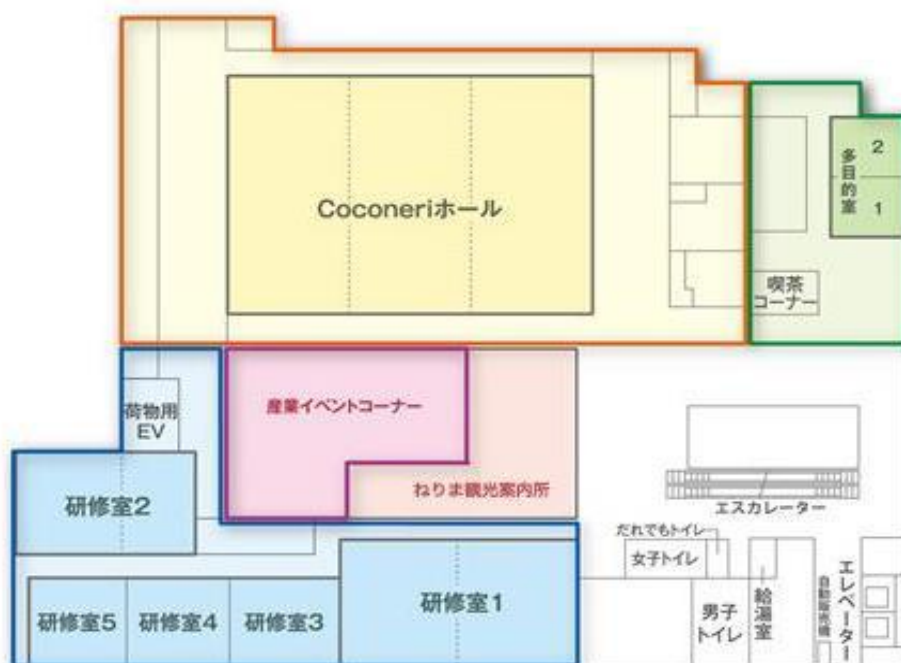 Coconeriホール
多目的室
2
1
喫茶
コーナー
産業イベントコーナー
荷物用
EV
ねりま観光案内所
研修室2
エスカレーター
だれでもトイレ
女子トイレ
研修室1
研修室5
研修室4
研修室3
男子
トイレ
給湯室
自動販売機
エレベーター